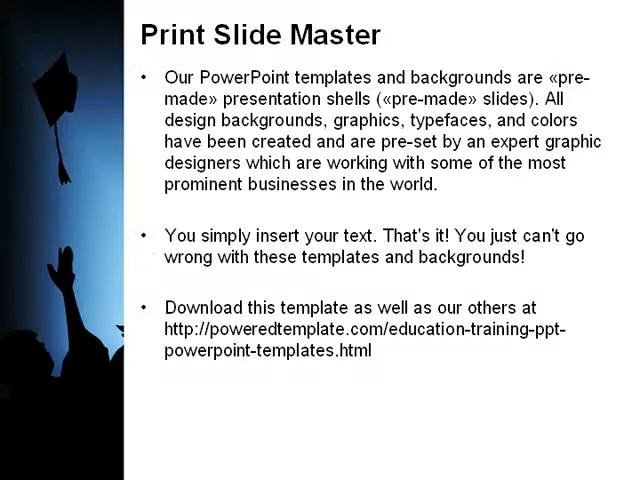 Print Slide Master
• Our PowerPoint templates and backgrounds are «pre-
made» presentation shells («pre-made» slides). All
design backgrounds, graphics, typefaces, and colors
have been created and are pre-set by an expert graphic
designers which are working with some of the most
prominent businesses in the world.
• You simply insert your text. That's it! You just can't go
wrong with these templates and backgrounds!
• Download this template as well as our others at
http://poweredtemplate.com/education-training-ppt-
powerpoint-templates.html